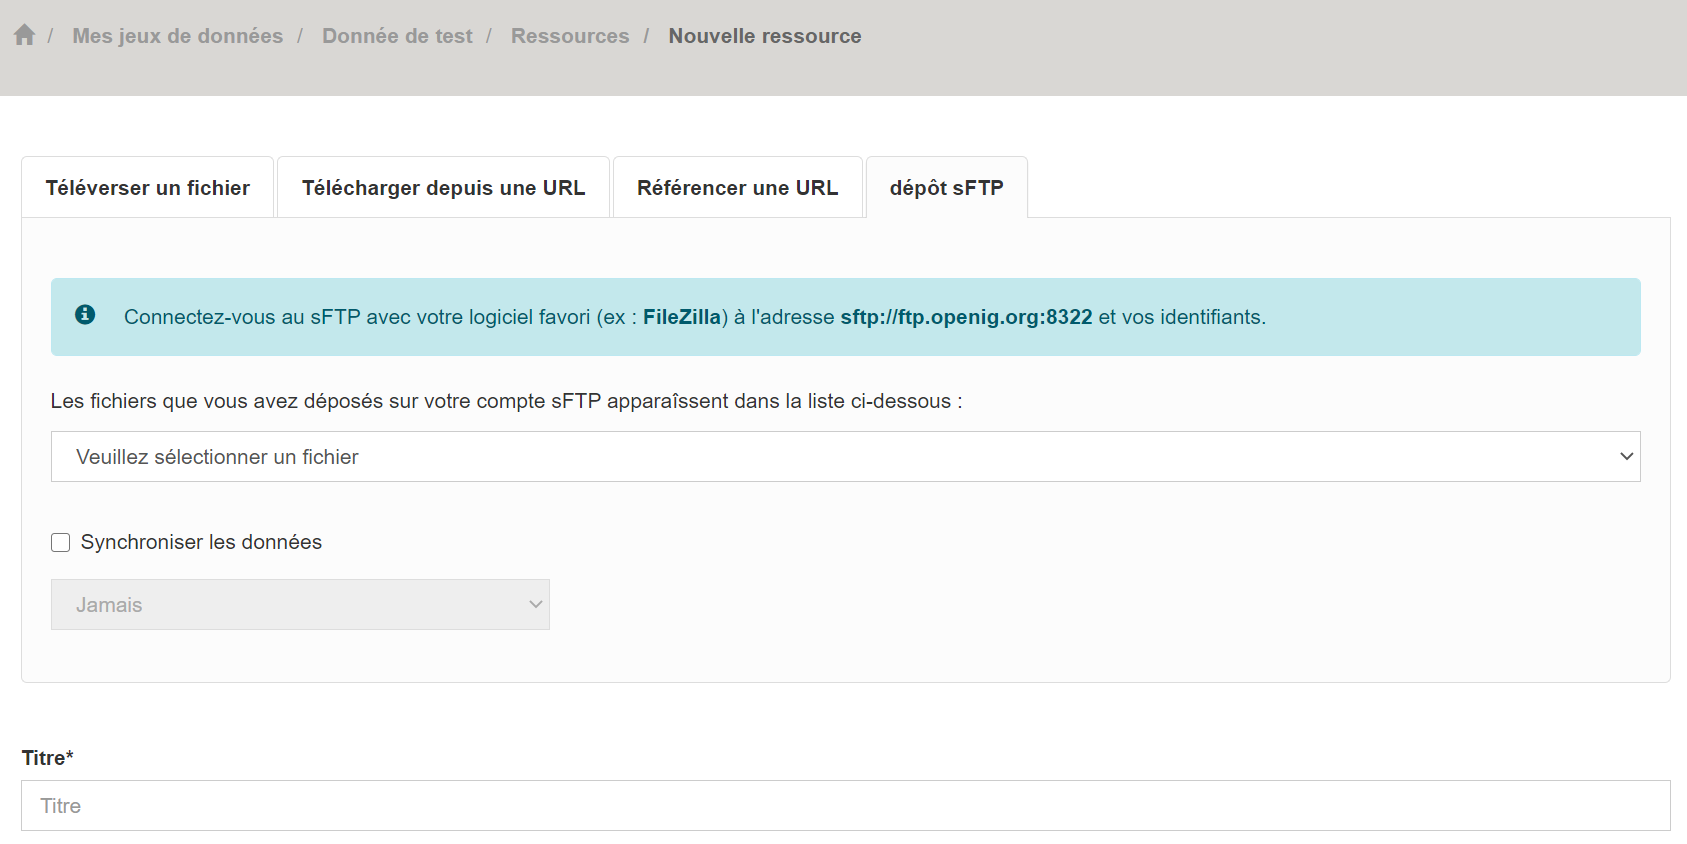 / Mes jeux de données / Donnée de test / Ressources / Nouvelle ressource
Téléverser un fichier Télécharger depuis une URL Référencer une URL dépôt sFTP
Connectez-vous au sFTP avec votre logiciel favori (ex : FileZilla) à l'adresse sftp://ftp.openig.org:8322 et vos identifiants.
Les fichiers que vous avez déposés sur votre compte sFTP apparaîssent dans la liste ci-dessous :
Veuillez sélectionner un fichier
Synchroniser les données
Jamais
Titre*
Titre